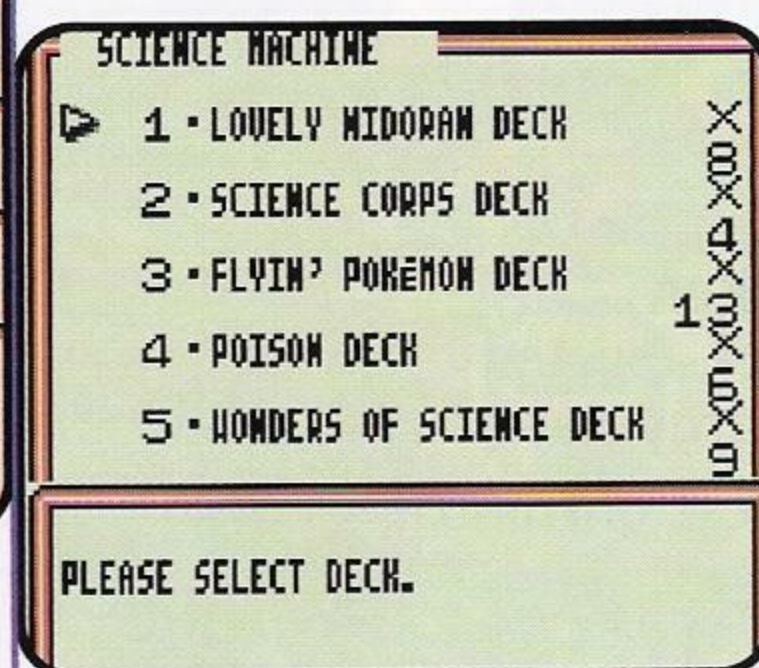 SCIENCE MACHINE
1・LOVELY NIDORAN DECK X
8
2・SCIENCE CORPS DECK X
4
3・FLYIN' POKéMON DECK X
13
4・POISON DECK X
6
5・WONDERS OF SCIENCE DECK X
9
PLEASE SELECT DECK.